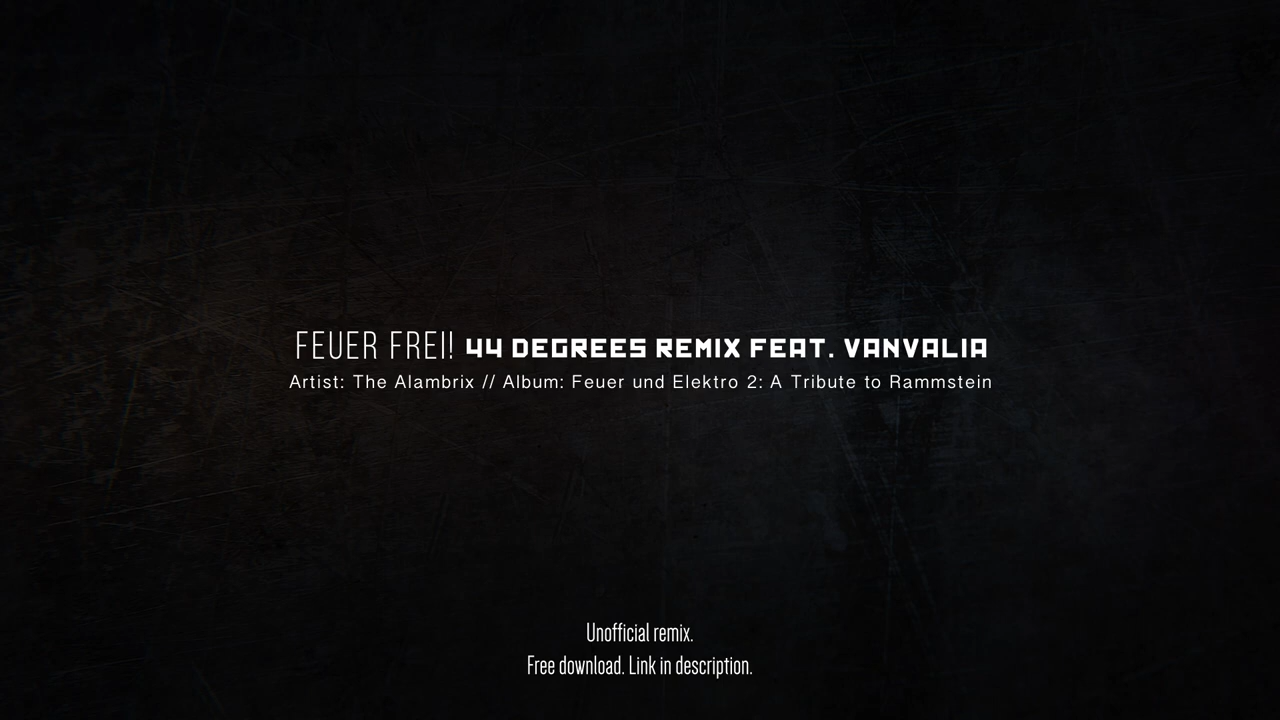 FEUER FREI! 44 DEGREES REMIX FEAT. VANVALIA
Artist: The Alambrix // Album: Feuer und Elektro 2: A Tribute to Rammstein
Unofficial remix.
Free download. Link in description.